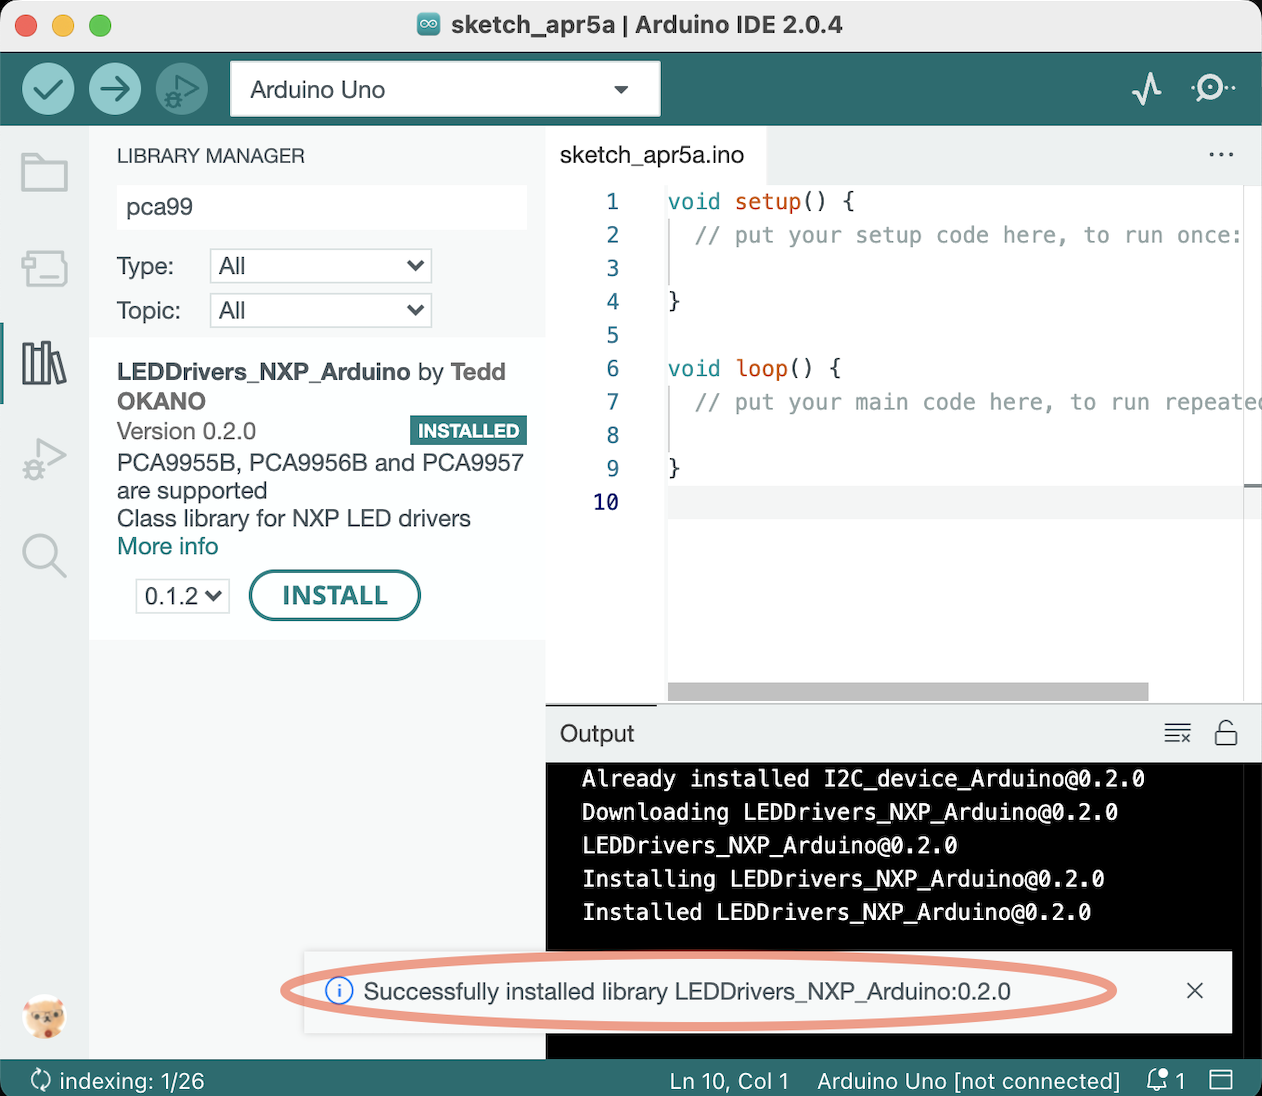 sketch_apr5a | Arduino IDE 2.0.4
Arduino Uno
LIBRARY MANAGER
pca99
Type: All
Topic: All
LEDDrivers_NXP_Arduino by Tedd
OKANO
Version 0.2.0 INSTALLED
PCA9955B, PCA9956B and PCA9957
are supported
Class library for NXP LED drivers
More info
0.1.2 INSTALL
sketch_apr5a.ino
1 void setup() {
2 // put your setup code here, to run once:
3
4 }
5
6 void loop() {
7 // put your main code here, to run repeated
8
9 }
10
Output
Already installed I2C_device_Arduino@0.2.0
Downloading LEDDrivers_NXP_Arduino@0.2.0
LEDDrivers_NXP_Arduino@0.2.0
Installing LEDDrivers_NXP_Arduino@0.2.0
Installed LEDDrivers_NXP_Arduino@0.2.0
Successfully installed library LEDDrivers_NXP_Arduino:0.2.0
indexing: 1/26
Ln 10, Col 1 Arduino Uno [not connected] 1